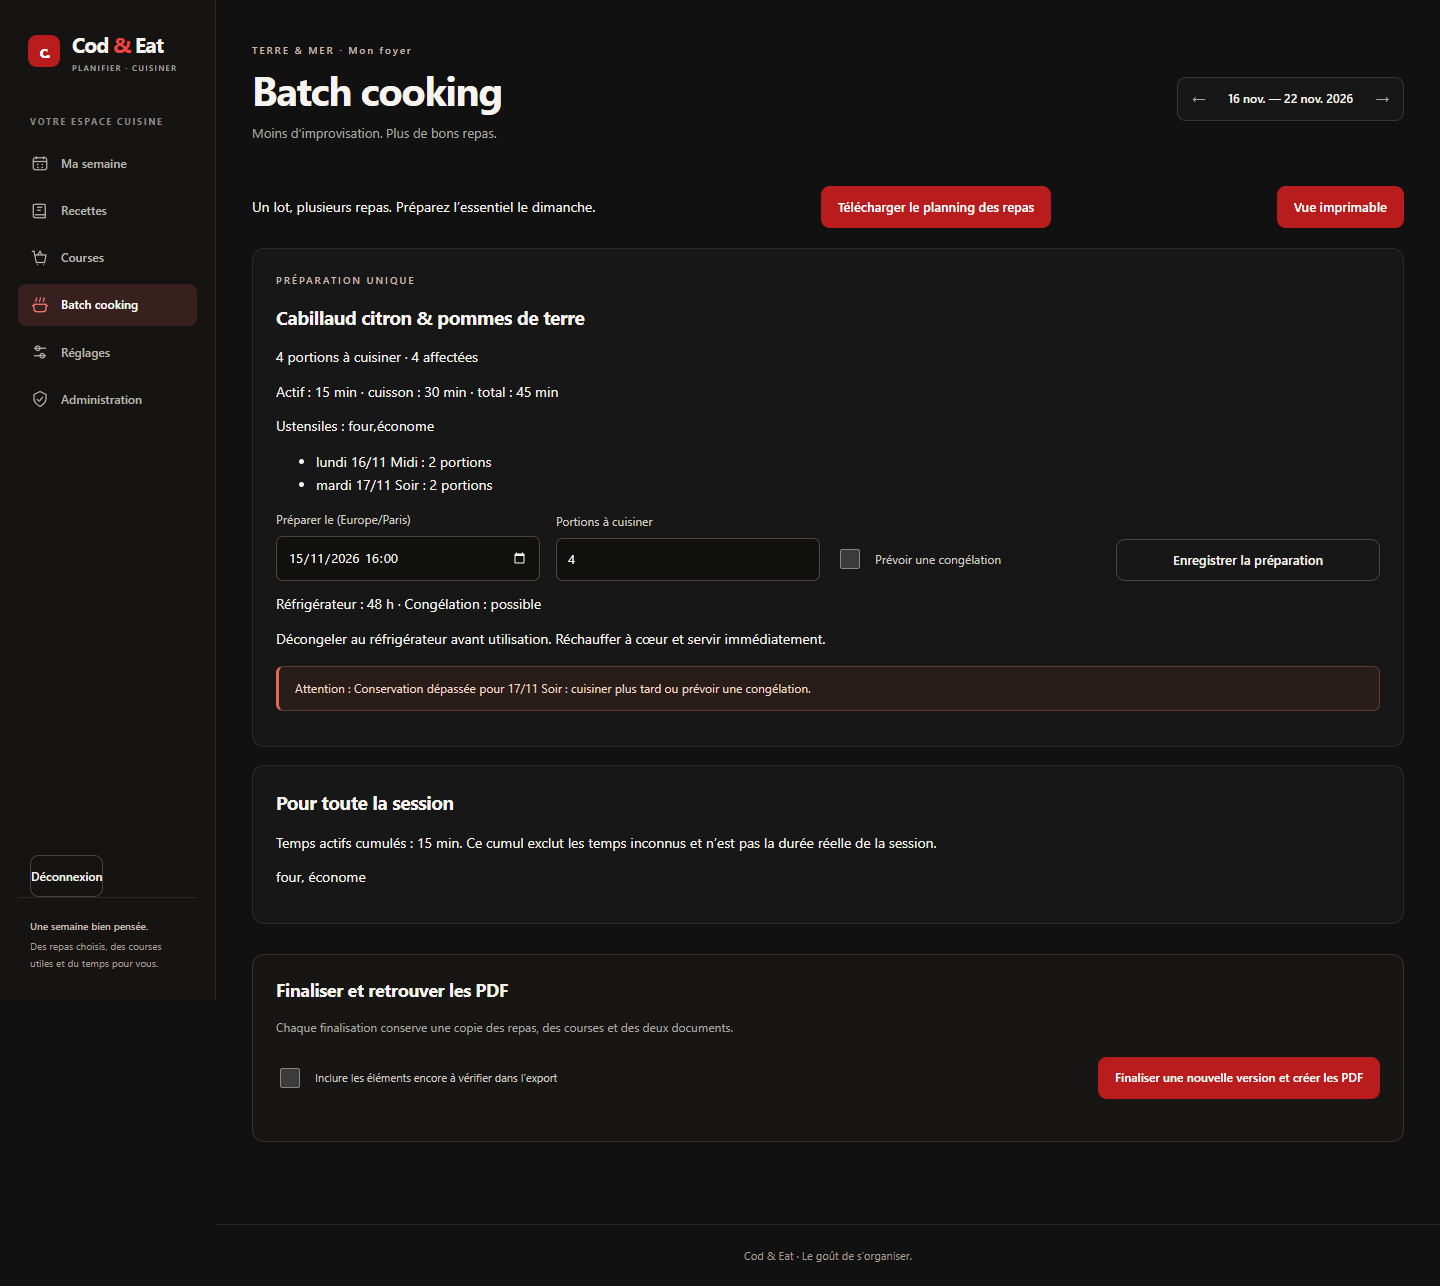 c.
Cod & Eat
PLANIFIER · CUISINER
VOTRE ESPACE CUISINE
Ma semaine
Recettes
Courses
Batch cooking
Réglages
Administration
Déconnexion
Une semaine bien pensée.
Des repas choisis, des courses
utiles et du temps pour vous.
TERRE & MER · Mon foyer
Batch cooking
Moins d’improvisation. Plus de bons repas.
← 16 nov. — 22 nov. 2026 →
Un lot, plusieurs repas. Préparez l’essentiel le dimanche.
Télécharger le planning des repas
Vue imprimable
PRÉPARATION UNIQUE
Cabillaud citron & pommes de terre
4 portions à cuisiner · 4 affectées
Actif : 15 min · cuisson : 30 min · total : 45 min
Ustensiles : four,économe
• lundi 16/11 Midi : 2 portions
• mardi 17/11 Soir : 2 portions
Préparer le (Europe/Paris)
15/11/2026 16:00
Portions à cuisiner
4
Prévoir une congélation
Enregistrer la préparation
Réfrigérateur : 48 h · Congélation : possible
Décongeler au réfrigérateur avant utilisation. Réchauffer à cœur et servir immédiatement.
Attention : Conservation dépassée pour 17/11 Soir : cuisiner plus tard ou prévoir une congélation.
Pour toute la session
Temps actifs cumulés : 15 min. Ce cumul exclut les temps inconnus et n’est pas la durée réelle de la session.
four, économe
Finaliser et retrouver les PDF
Chaque finalisation conserve une copie des repas, des courses et des deux documents.
Inclure les éléments encore à vérifier dans l’export
Finaliser une nouvelle version et créer les PDF
Cod & Eat · Le goût de s’organiser.